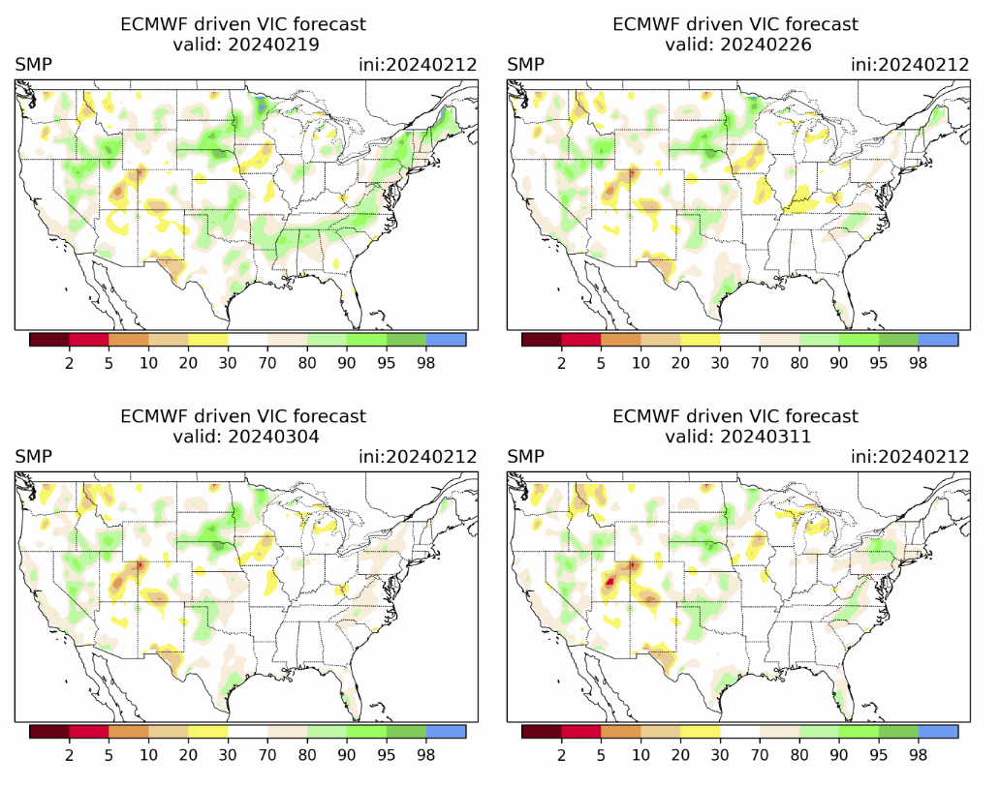 ECMWF driven VIC forecast
valid: 20240219
SMP ini:20240212
2 5 10 20 30 70 80 90 95 98
ECMWF driven VIC forecast
valid: 20240226
SMP ini:20240212
2 5 10 20 30 70 80 90 95 98
ECMWF driven VIC forecast
valid: 20240304
SMP ini:20240212
2 5 10 20 30 70 80 90 95 98
ECMWF driven VIC forecast
valid: 20240311
SMP ini:20240212
2 5 10 20 30 70 80 90 95 98